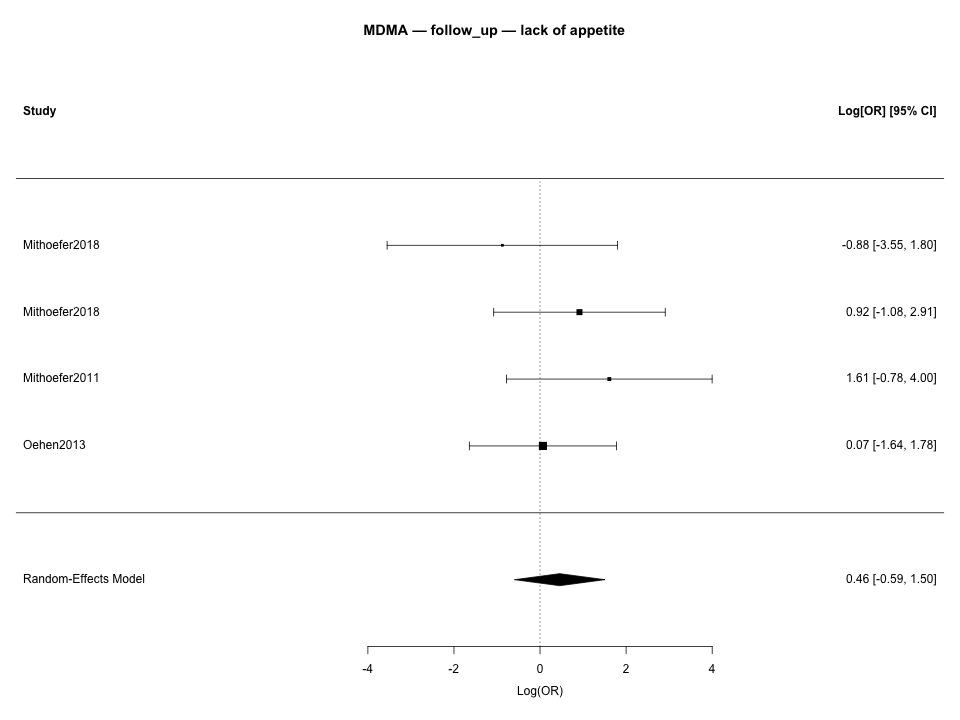 MDMA — follow_up — lack of appetite
Study Log[OR] [95% CI]
Mithoefer2018 -0.88 [-3.55, 1.80]
Mithoefer2018 0.92 [-1.08, 2.91]
Mithoefer2011 1.61 [-0.78, 4.00]
Oehen2013 0.07 [-1.64, 1.78]
Random-Effects Model 0.46 [-0.59, 1.50]
-4 -2 0 2 4
Log(OR)